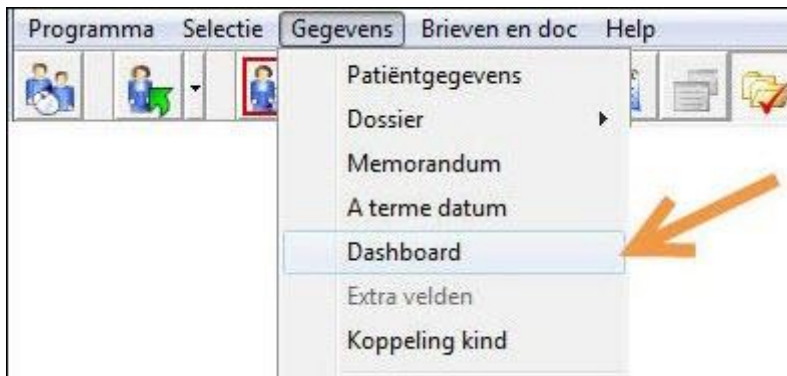 Programma Selectie Gegevens Brieven en doc Help
Patiëntgegevens
Dossier
Memorandum
A terme datum
Dashboard
Extra velden
Koppeling kind